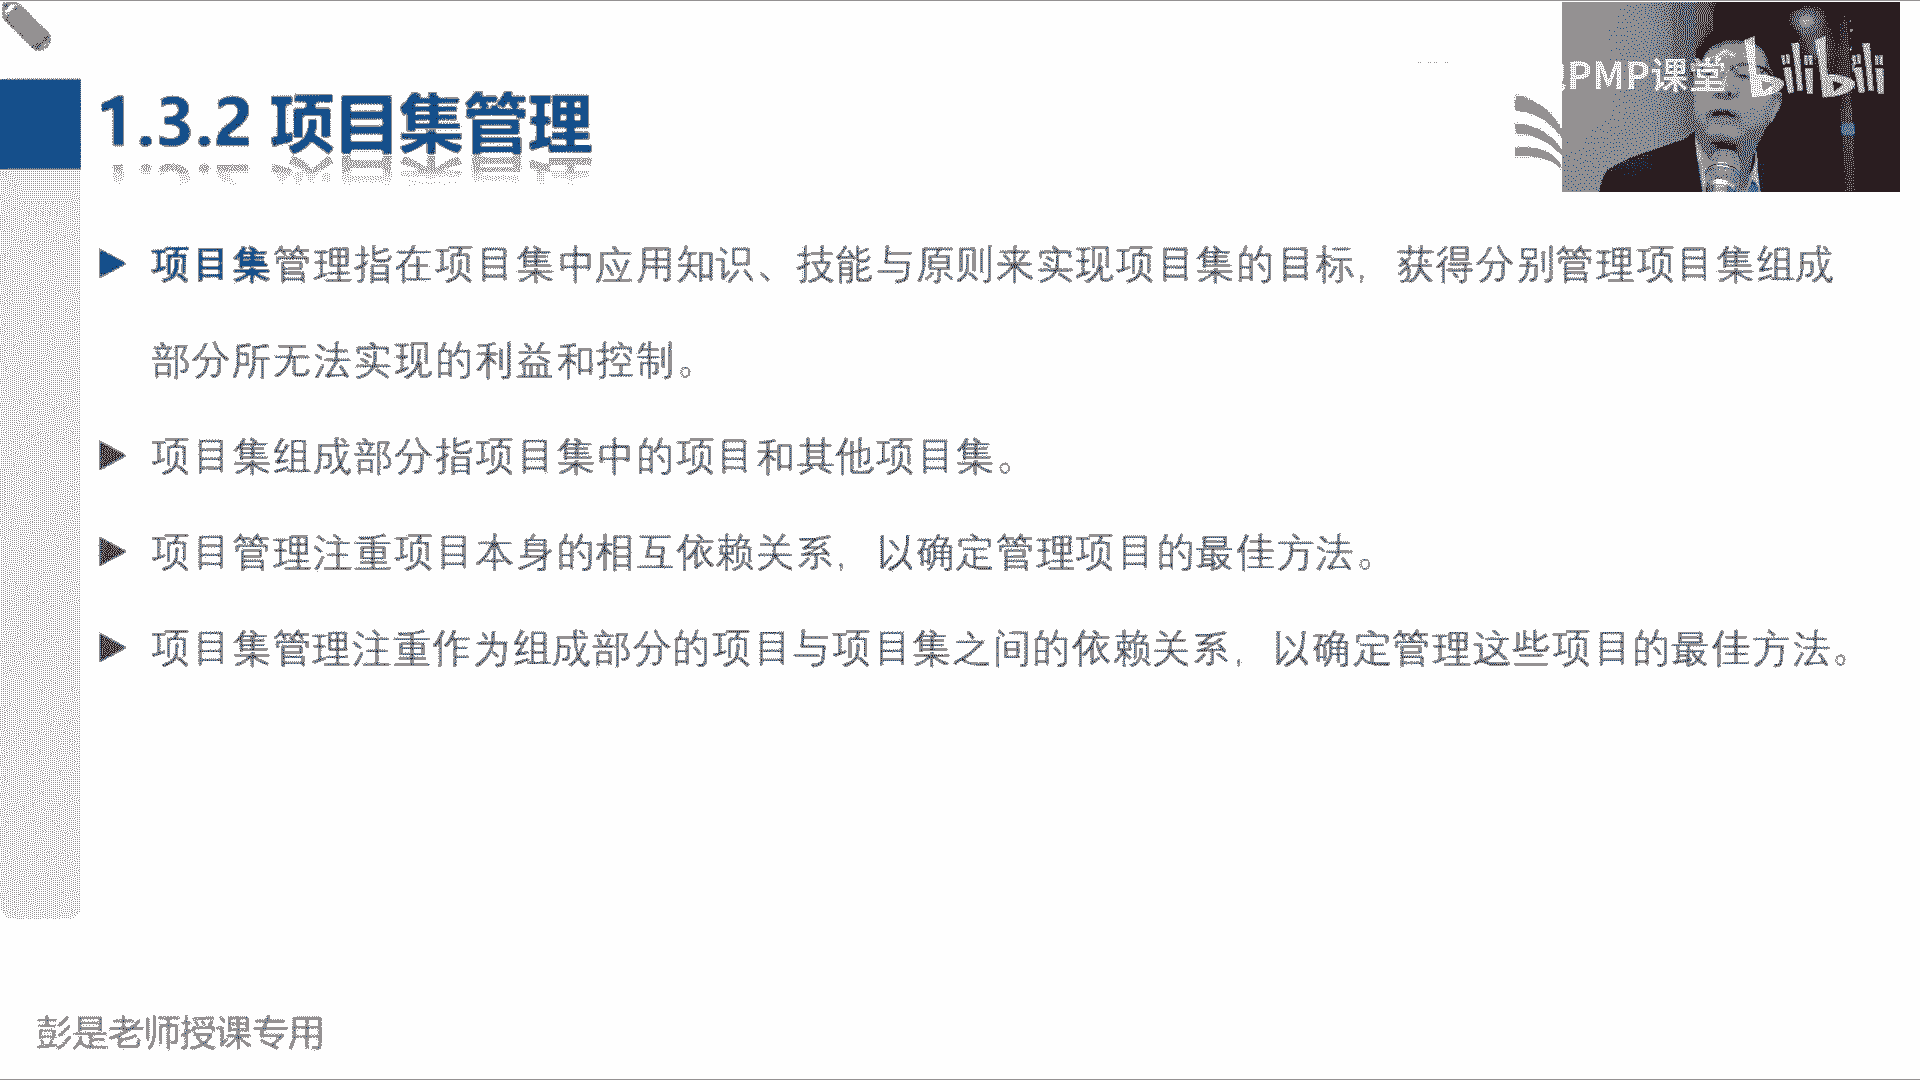 PMP课堂 bilibili
1.3.2 项目集管理
项目集管理指在项目集中应用知识、技能与原则来实现项目集的目标，获得分别管理项目集组成
部分所无法实现的利益和控制。
项目集组成部分指项目集中的项目和其他项目集。
项目管理注重项目本身的相互依赖关系，以确定管理项目的最佳方法。
项目集管理注重作为组成部分的项目与项目集之间的依赖关系，以确定管理这些项目的最佳方法。
彭是老师授课专用